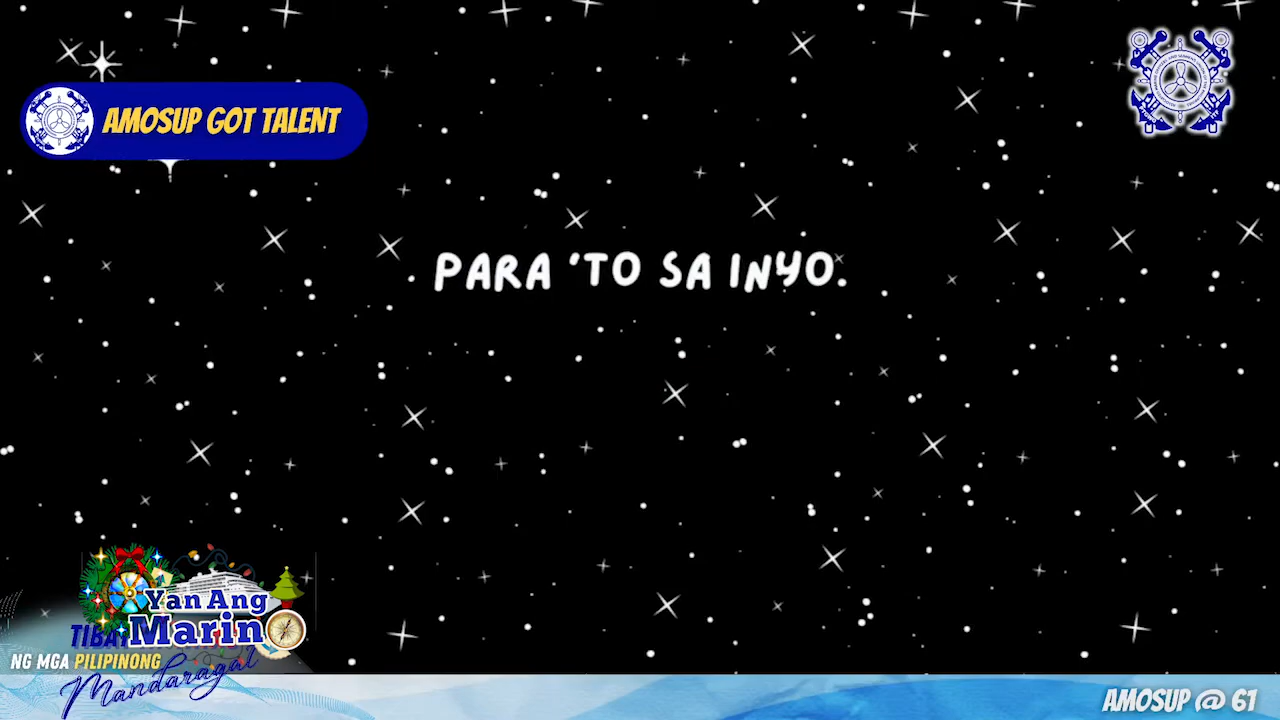 AMOSUP GOT TALENT
PARA 'TO SA INYO.
Yan Ang
Marino
NG MGA PILIPINONG
Mandaragat
AMOSUP @ 61